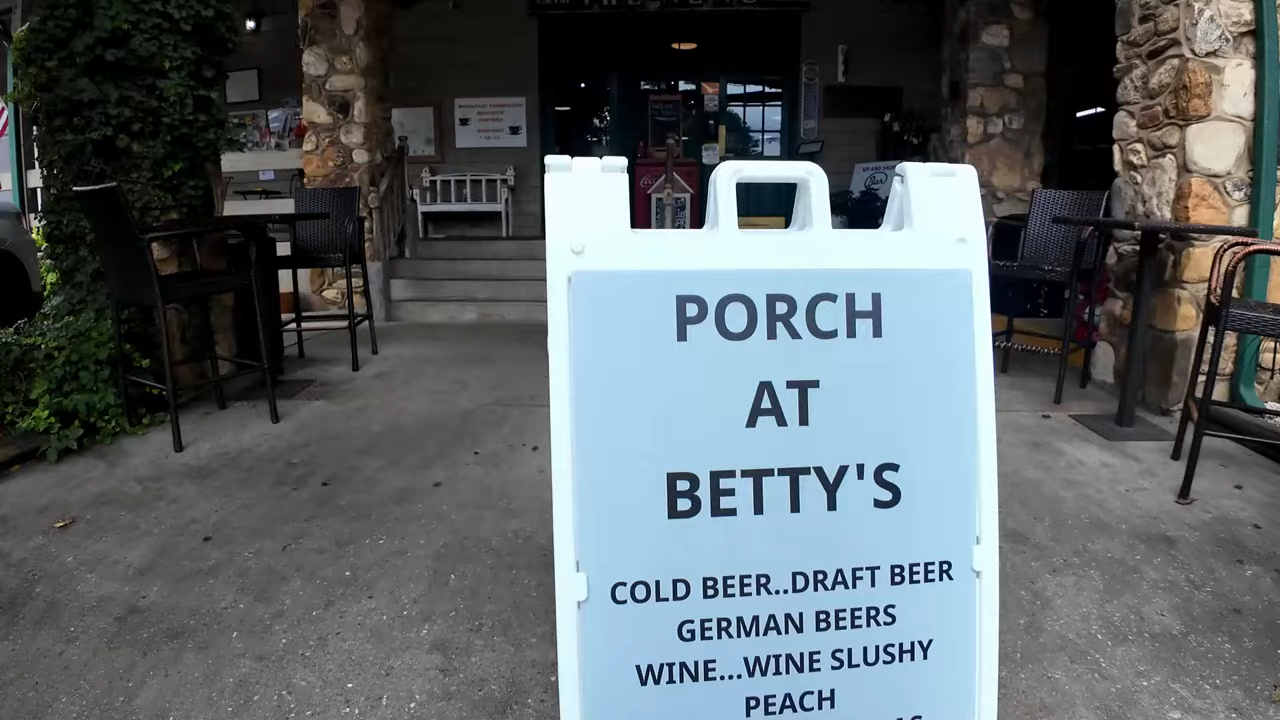 PORCH
AT
BETTY'S
COLD BEER..DRAFT BEER
GERMAN BEERS
WINE...WINE SLUSHY
PEACH